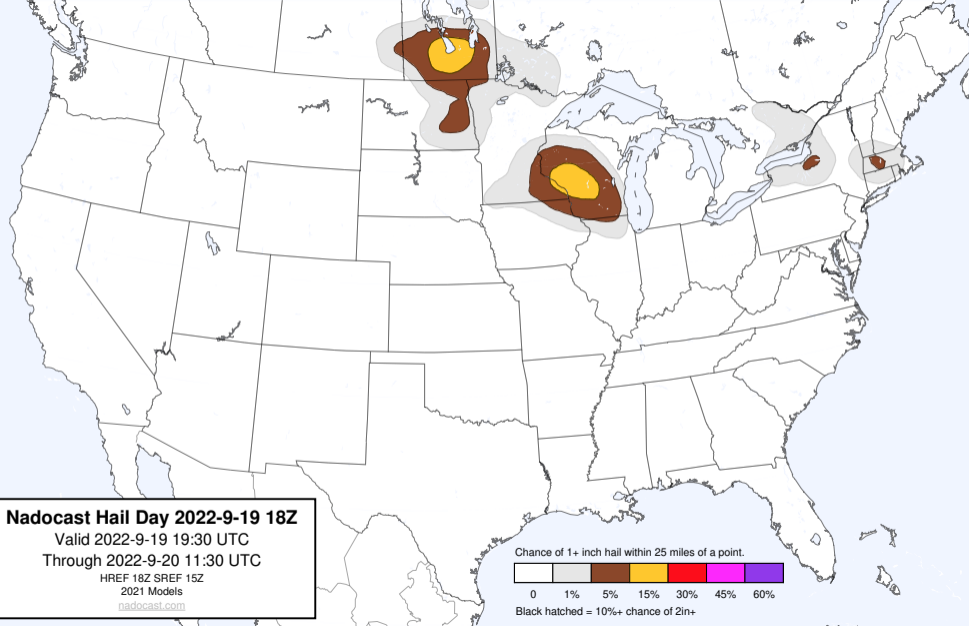 Nadocast Hail Day 2022-9-19 18Z
Valid 2022-9-19 19:30 UTC
Through 2022-9-20 11:30 UTC
HREF 18Z SREF 15Z
2021 Models
nadocast.com
Chance of 1+ inch hail within 25 miles of a point.
0 1% 5% 15% 30% 45% 60%
Black hatched = 10%+ chance of 2in+